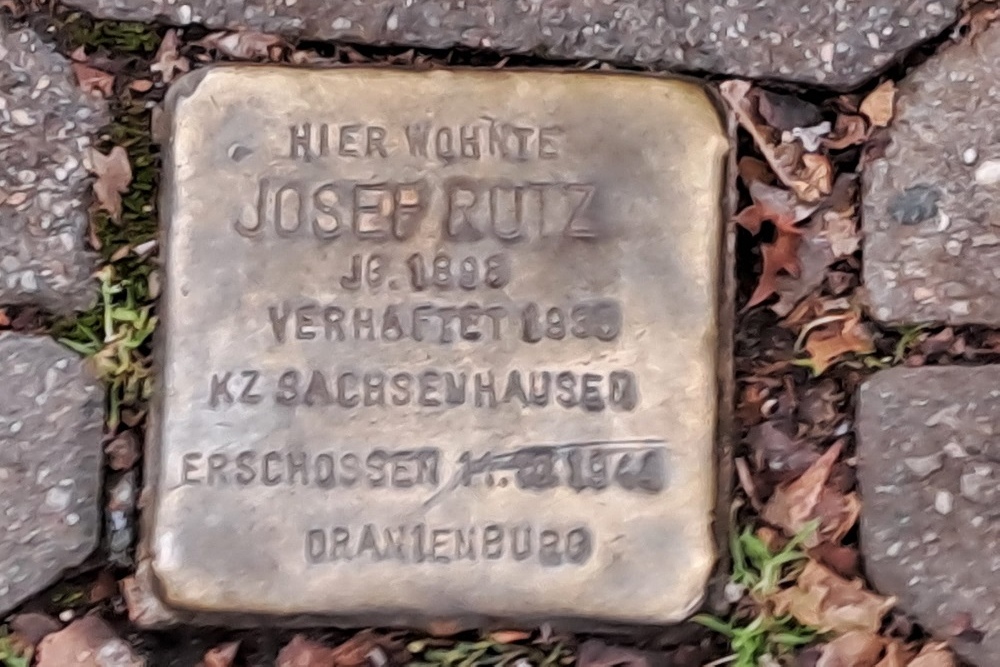 HIER WOHNTE
JOSEF RUTZ
JG. 1898
VERHAFTET
KZ SACHSENHAUSEN
ERSCHOSSEN
ORANIENBURG